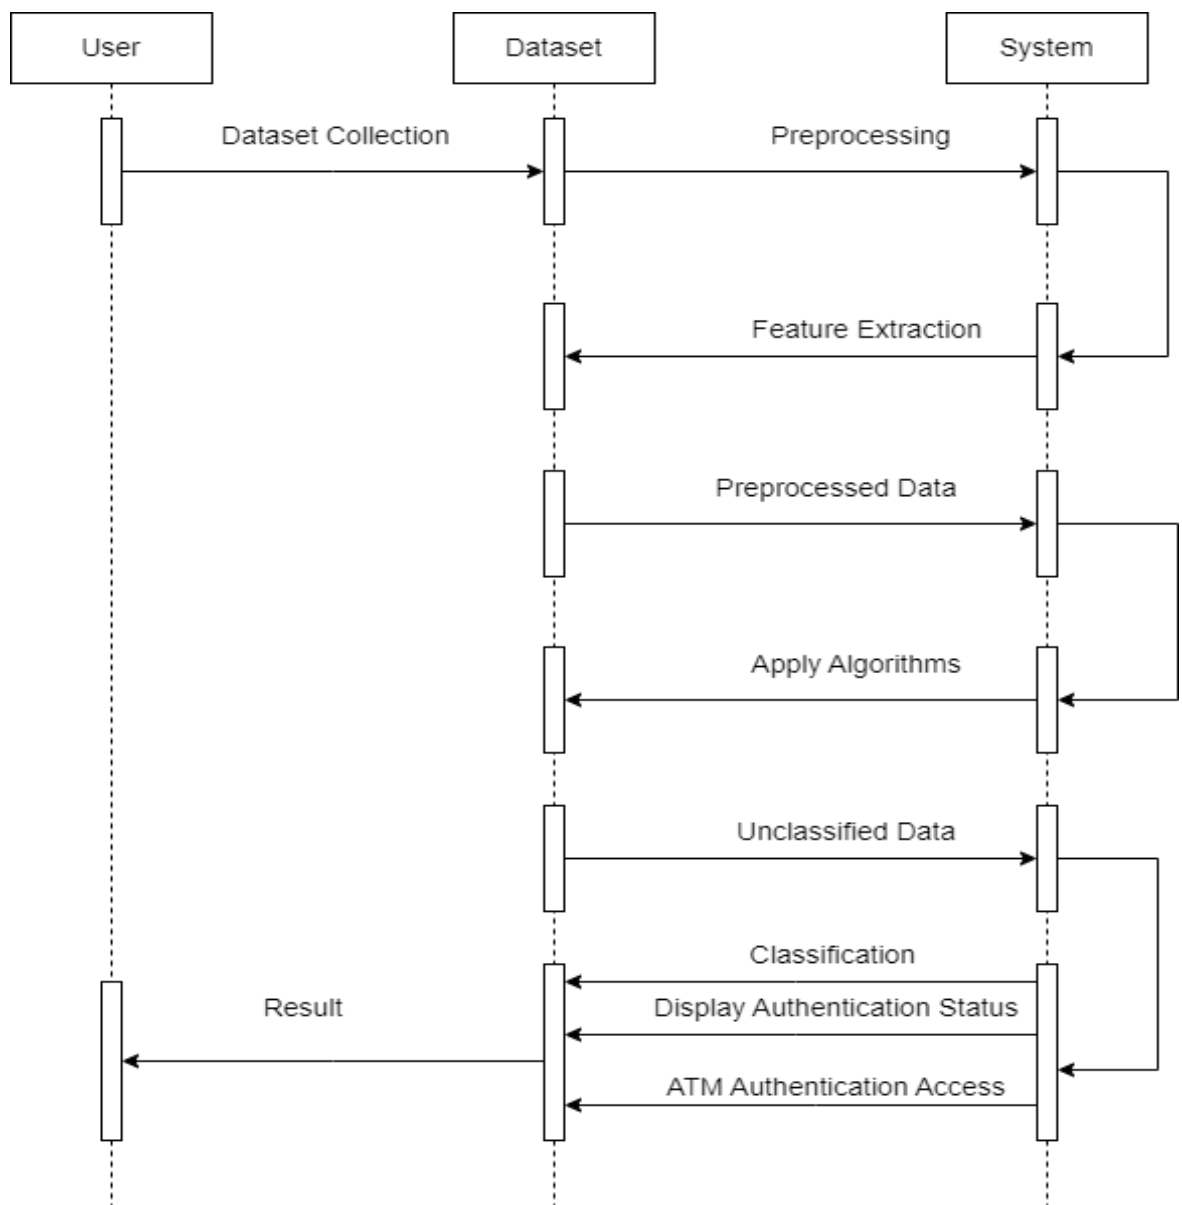 User
Dataset
System
Dataset Collection
Preprocessing
Feature Extraction
Preprocessed Data
Apply Algorithms
Unclassified Data
Classification
Result
Display Authentication Status
ATM Authentication Access